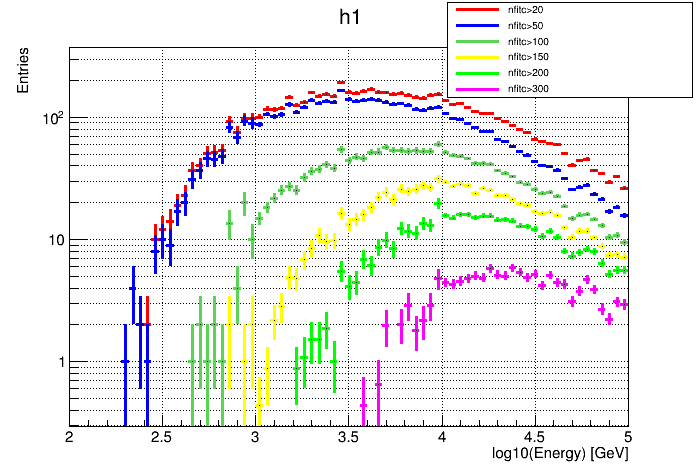 h1
nfitc>20
nfitc>50
nfitc>100
nfitc>150
nfitc>200
nfitc>300
Entries
10²
10
1
2 2.5 3 3.5 4 4.5 5
log10(Energy) [GeV]